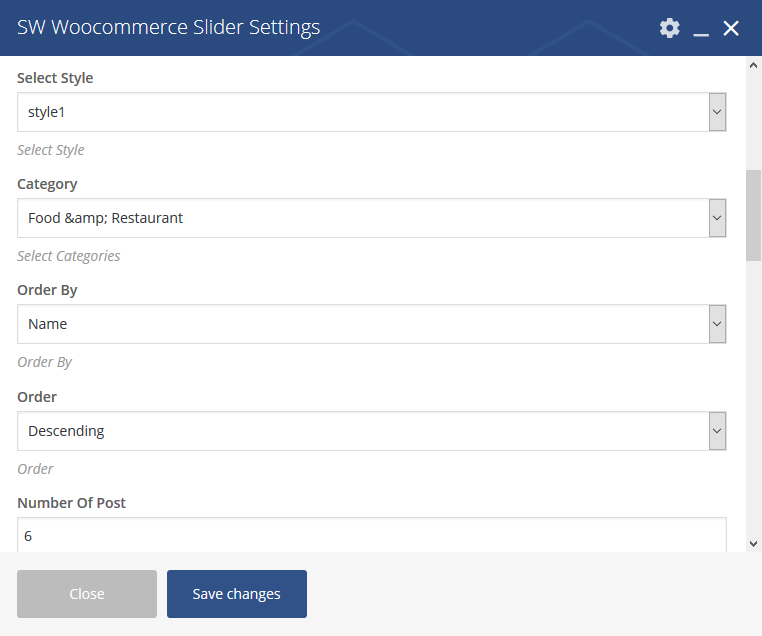 SW Woocommerce Slider Settings
Select Style
style1
Select Style
Category
Food &amp; Restaurant
Select Categories
Order By
Name
Order By
Order
Descending
Order
Number Of Post
6
Close
Save changes